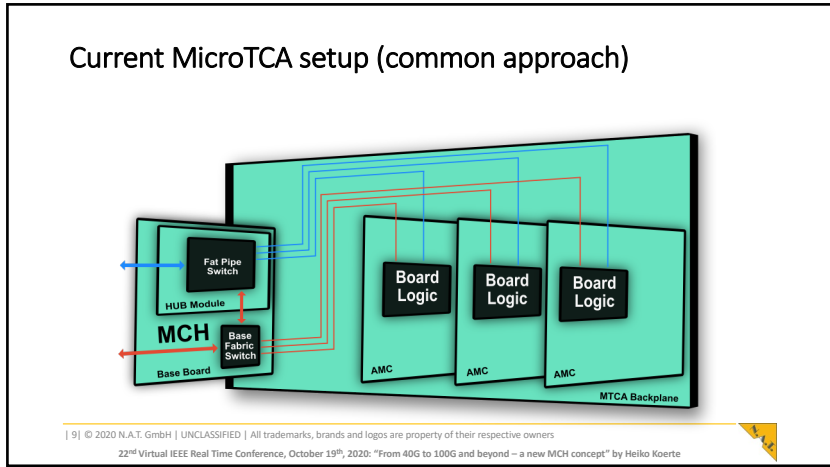 Current MicroTCA setup (common approach)
Fat Pipe
Switch
HUB Module
MCH
Base
Fabric
Switch
Base Board
Board
Logic
AMC
Board
Logic
AMC
Board
Logic
AMC
MTCA Backplane
| 9| © 2020 N.A.T. GmbH | UNCLASSIFIED | All trademarks, brands and logos are property of their respective owners
22nd Virtual IEEE Real Time Conference, October 19th, 2020: "From 40G to 100G and beyond – a new MCH concept" by Heiko Koerte
N.A.T.